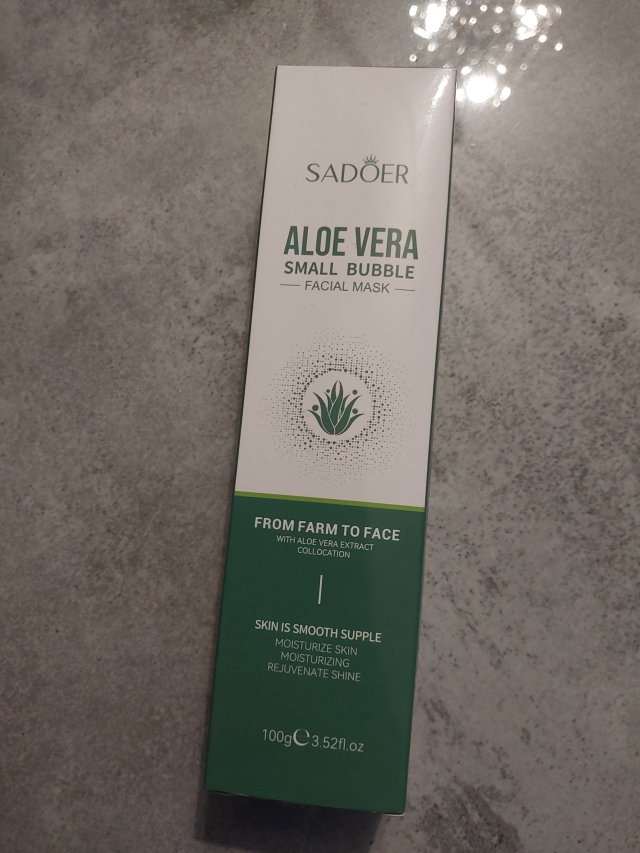 SADOER
ALOE VERA
SMALL BUBBLE
FACIAL MASK
FROM FARM TO FACE
WITH ALOE VERA EXTRACT
COLLOCATION
SKIN IS SMOOTH SUPPLE
MOISTURIZE SKIN
MOISTURIZING
REJUVENATE SHINE
100g℮3.52fl.oz